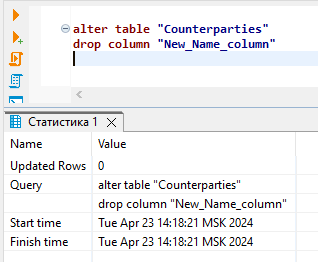 alter table "Counterparties"
drop column "New_Name_column"
Статистика 1
Name Value
Updated Rows 0
Query alter table "Counterparties"
drop column "New_Name_column"
Start time Tue Apr 23 14:18:21 MSK 2024
Finish time Tue Apr 23 14:18:21 MSK 2024